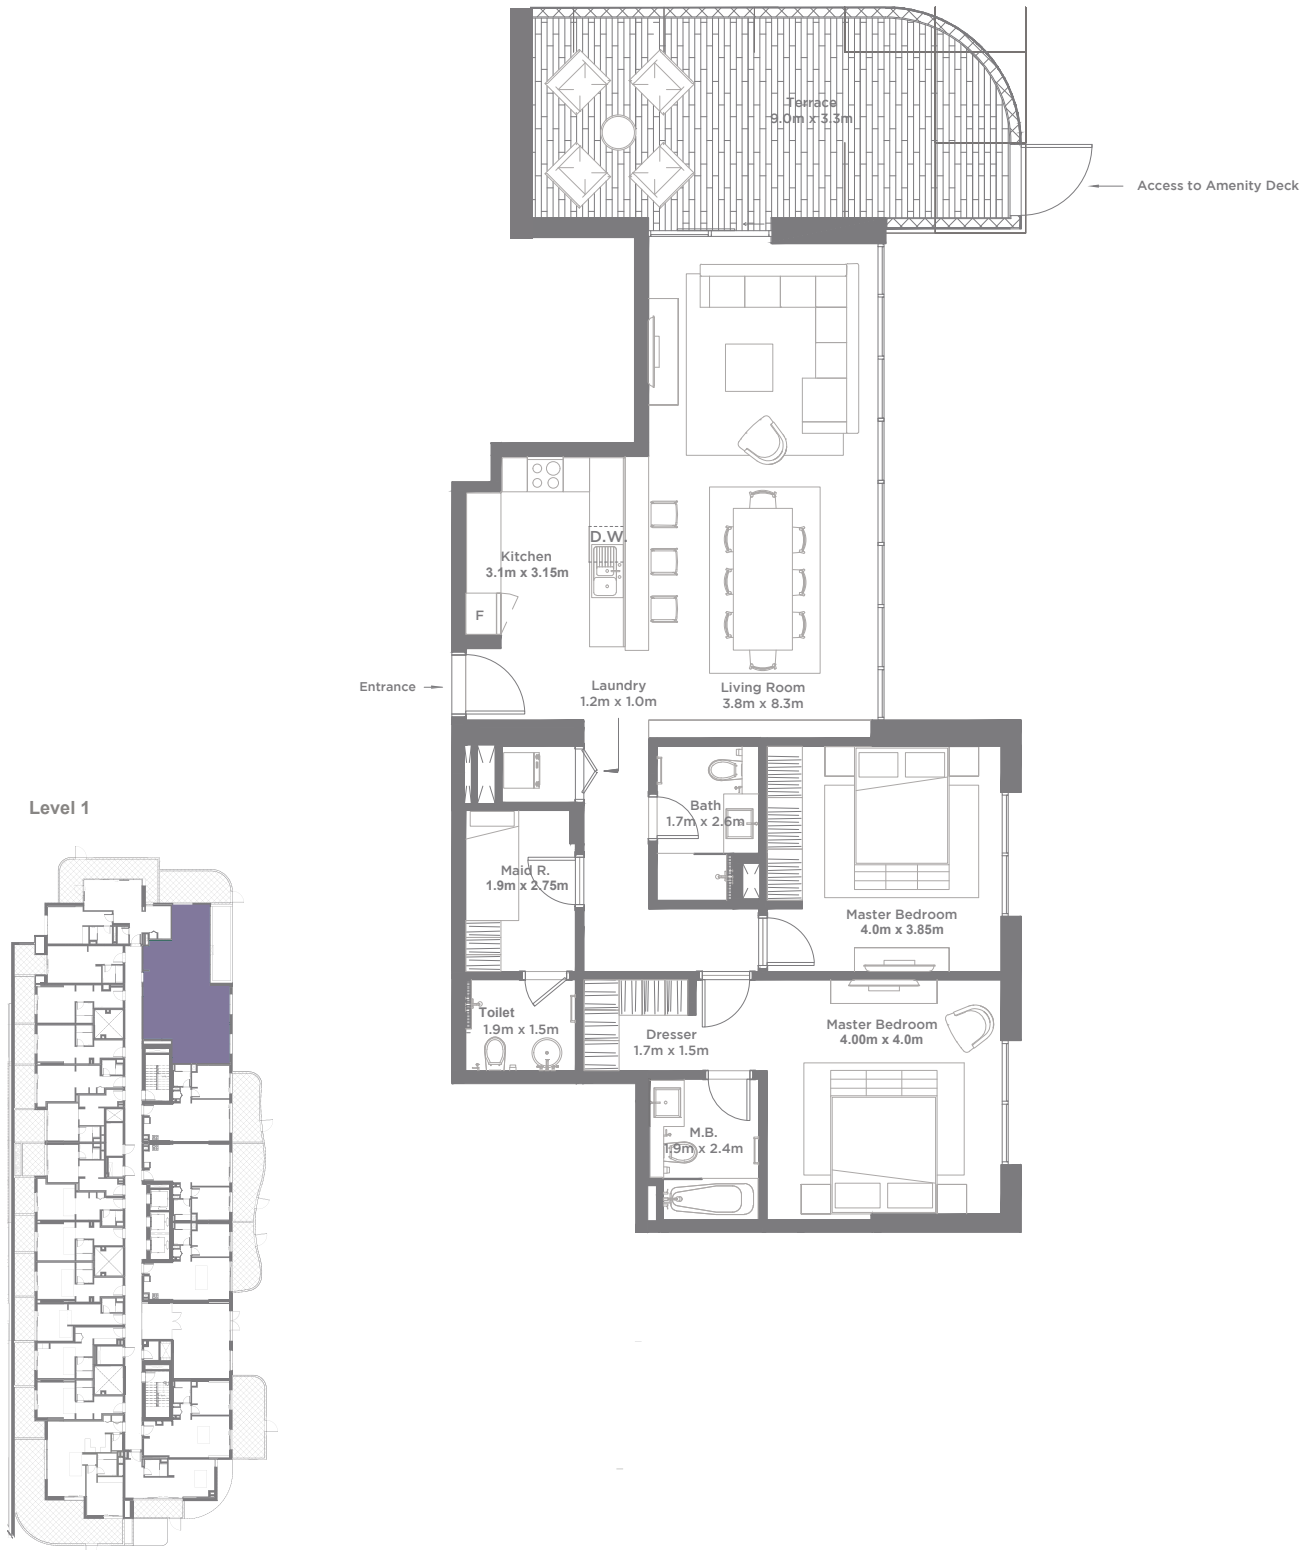 Terrace
9.0m x 3.3m
Access to Amenity Deck
D.W.
Kitchen
3.1m x 3.15m
F
Entrance
Laundry
1.2m x 1.0m
Living Room
3.8m x 8.3m
Level 1
Bath
1.7m x 2.6m
Maid R.
1.9m x 2.75m
Master Bedroom
4.0m x 3.85m
Toilet
1.9m x 1.5m
Dresser
1.7m x 1.5m
Master Bedroom
4.00m x 4.0m
M.B.
1.9m x 2.4m